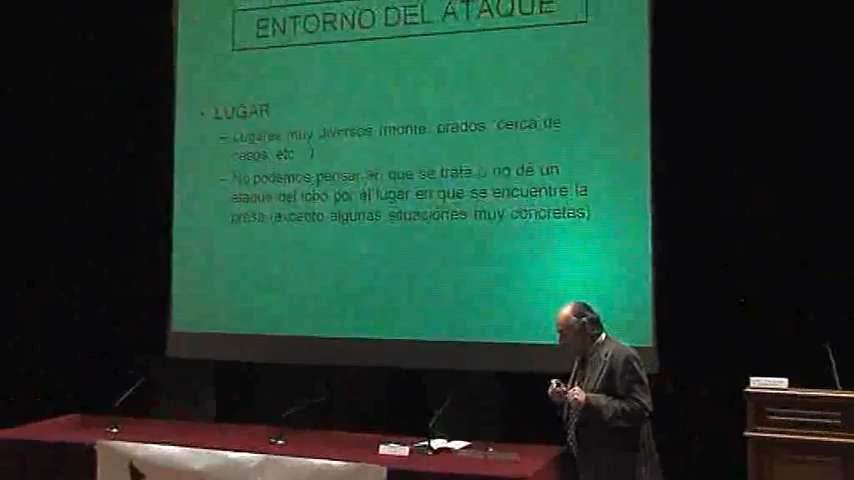 ENTORNO DEL ATAQUE
• LUGAR
– Lugares muy diversos (monte, prados, cerca de
casas, etc...)
– No podemos pensar en que se trata o no de un
ataque del lobo por el lugar en que se encuentre la
presa (excepto algunas situaciones muy concretas)